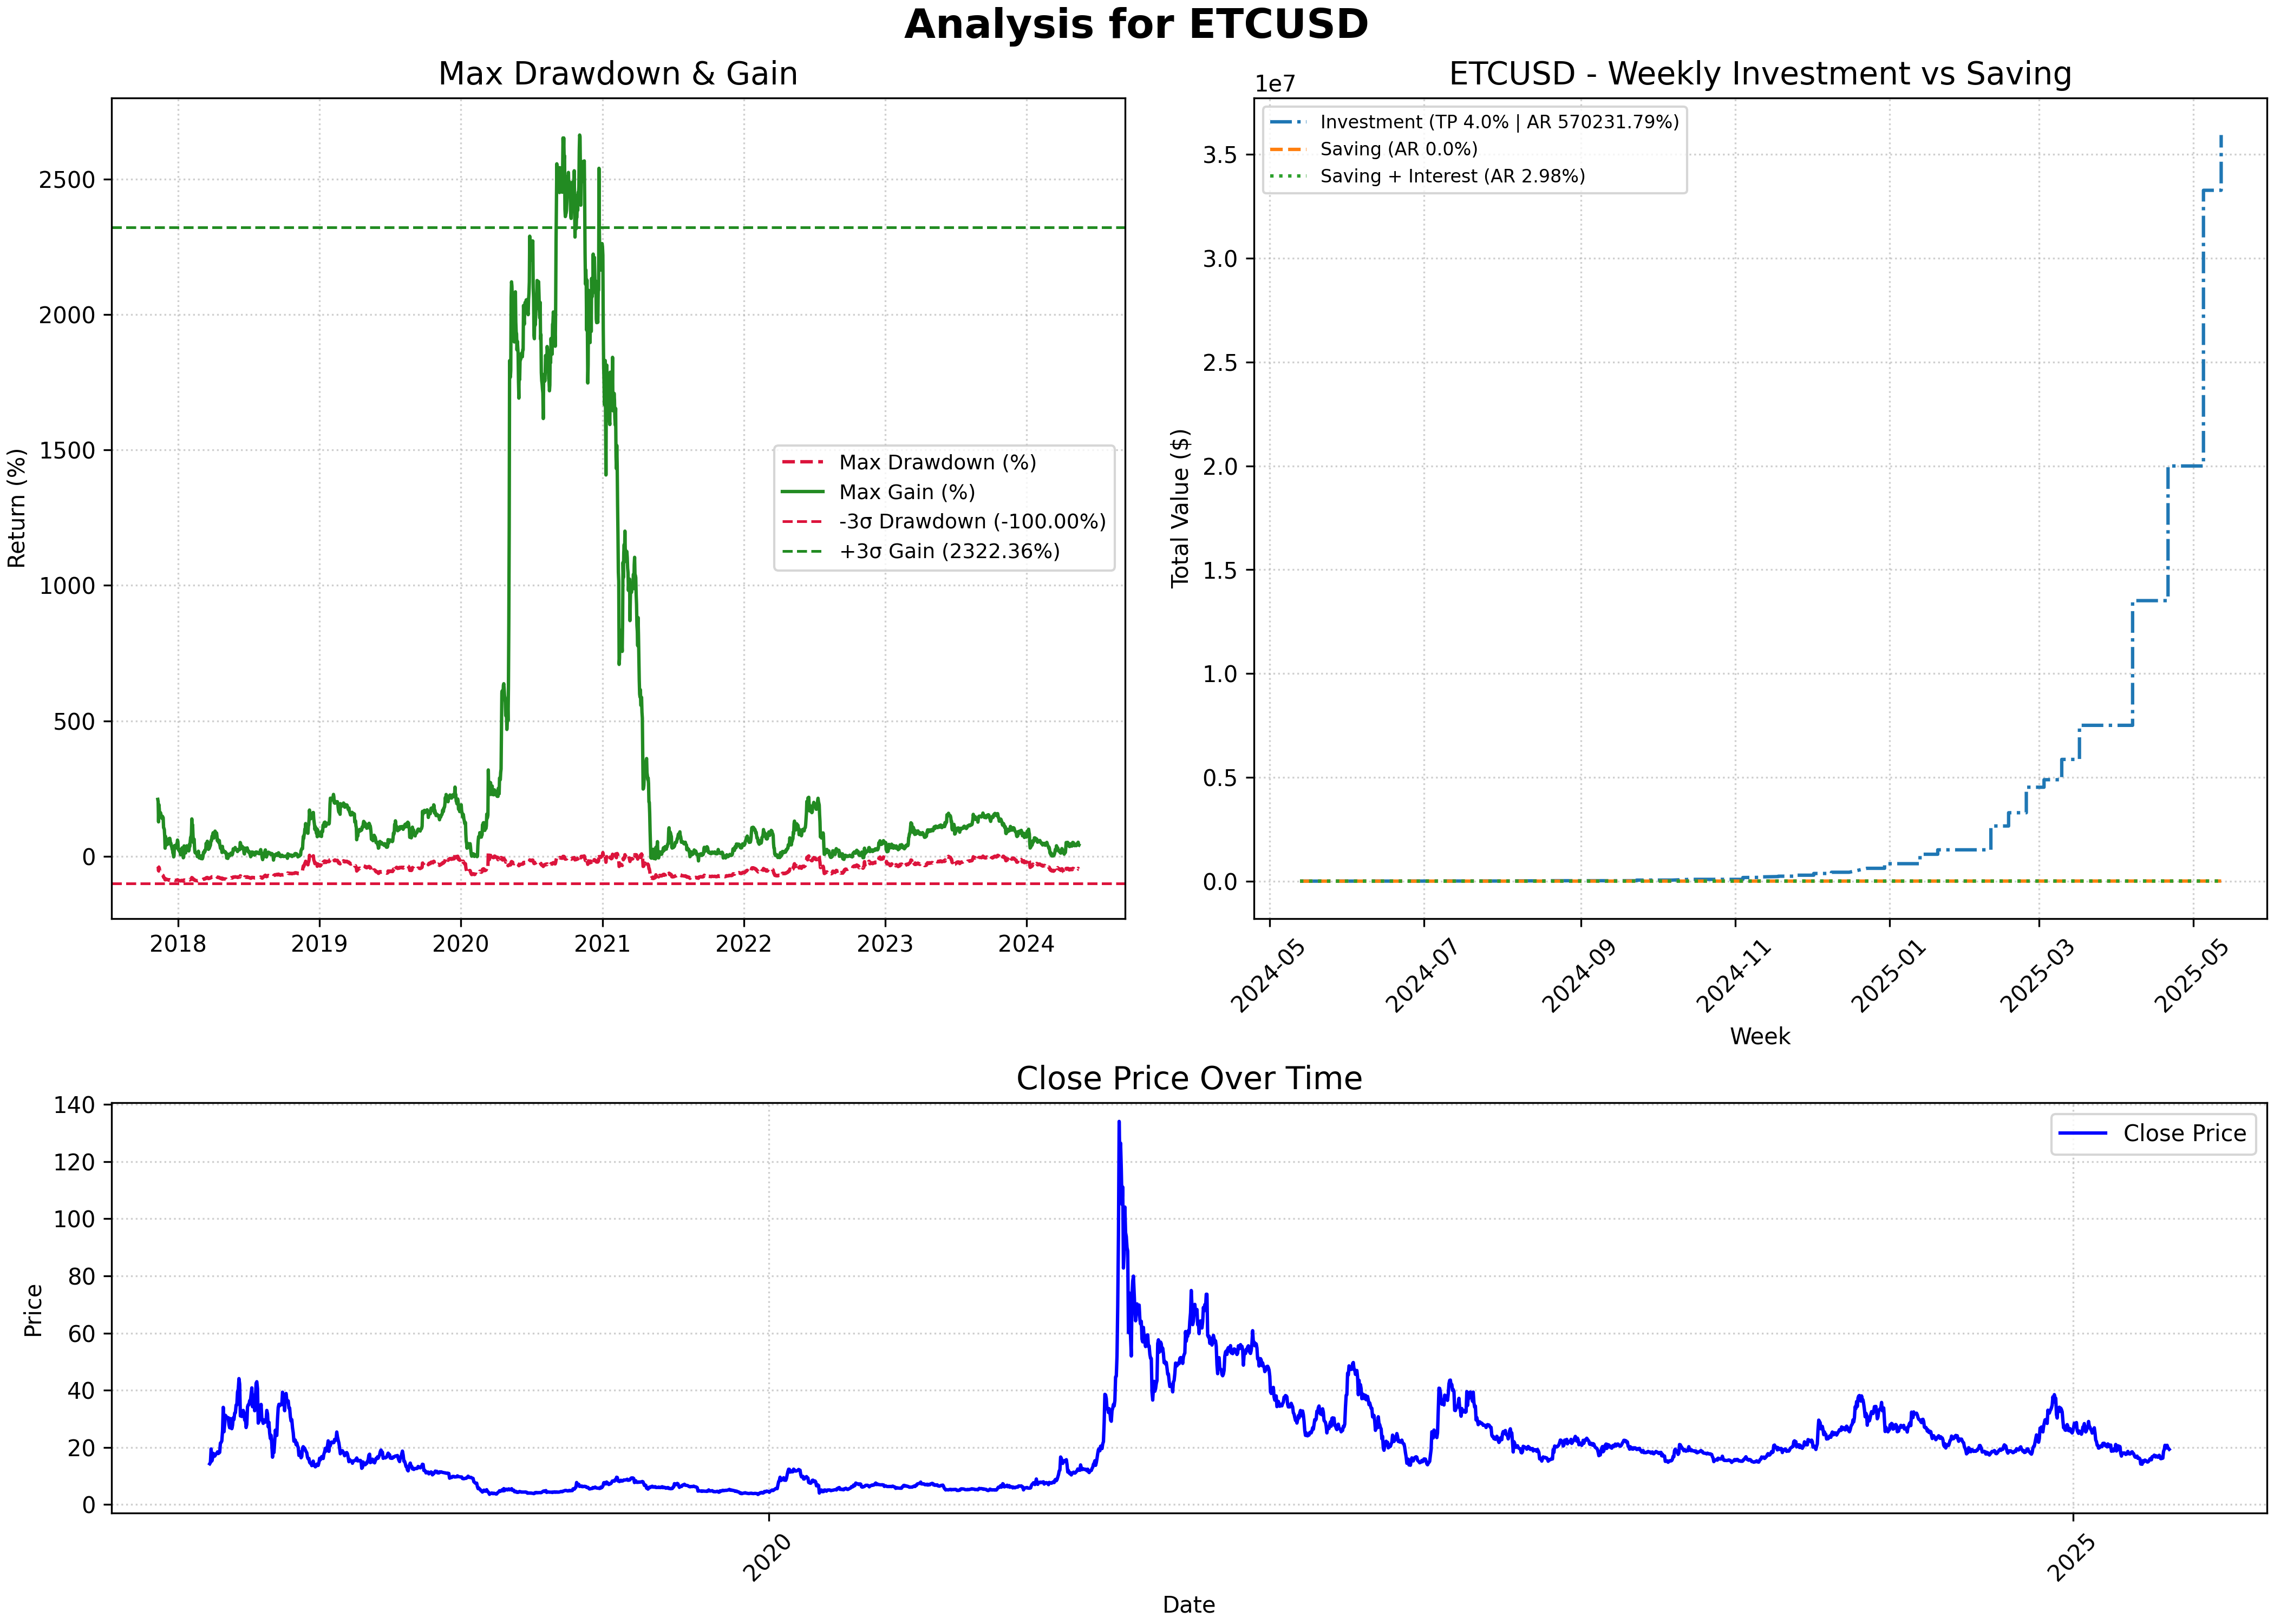 Analysis for ETCUSD
Max Drawdown & Gain
Return (%)
2500
2000
1500
1000
500
0
2018 2019 2020 2021 2022 2023 2024
Max Drawdown (%)
Max Gain (%)
-3σ Drawdown (-100.00%)
+3σ Gain (2322.36%)
ETCUSD - Weekly Investment vs Saving
1e7
Total Value ($)
3.5
3.0
2.5
2.0
1.5
1.0
0.5
0.0
Investment (TP 4.0% | AR 570231.79%)
Saving (AR 0.0%)
Saving + Interest (AR 2.98%)
2024-05 2024-07 2024-09 2024-11 2025-01 2025-03 2025-05
Week
Close Price Over Time
Price
140
120
100
80
60
40
20
0
Close Price
2020 2025
Date